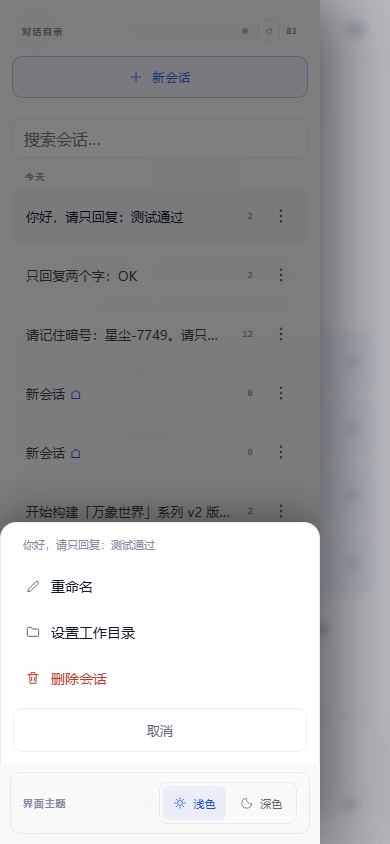 对话目录
81
新会话
搜索会话...
今天
你好，请只回复：测试通过
2
只回复两个字：OK
2
请记住暗号：星尘-7749。请只...
12
新会话
0
新会话
0
开始构建「万象世界」系列 v2 版...
2
你好，请只回复：测试通过
重命名
设置工作目录
删除会话
取消
界面主题
浅色
深色